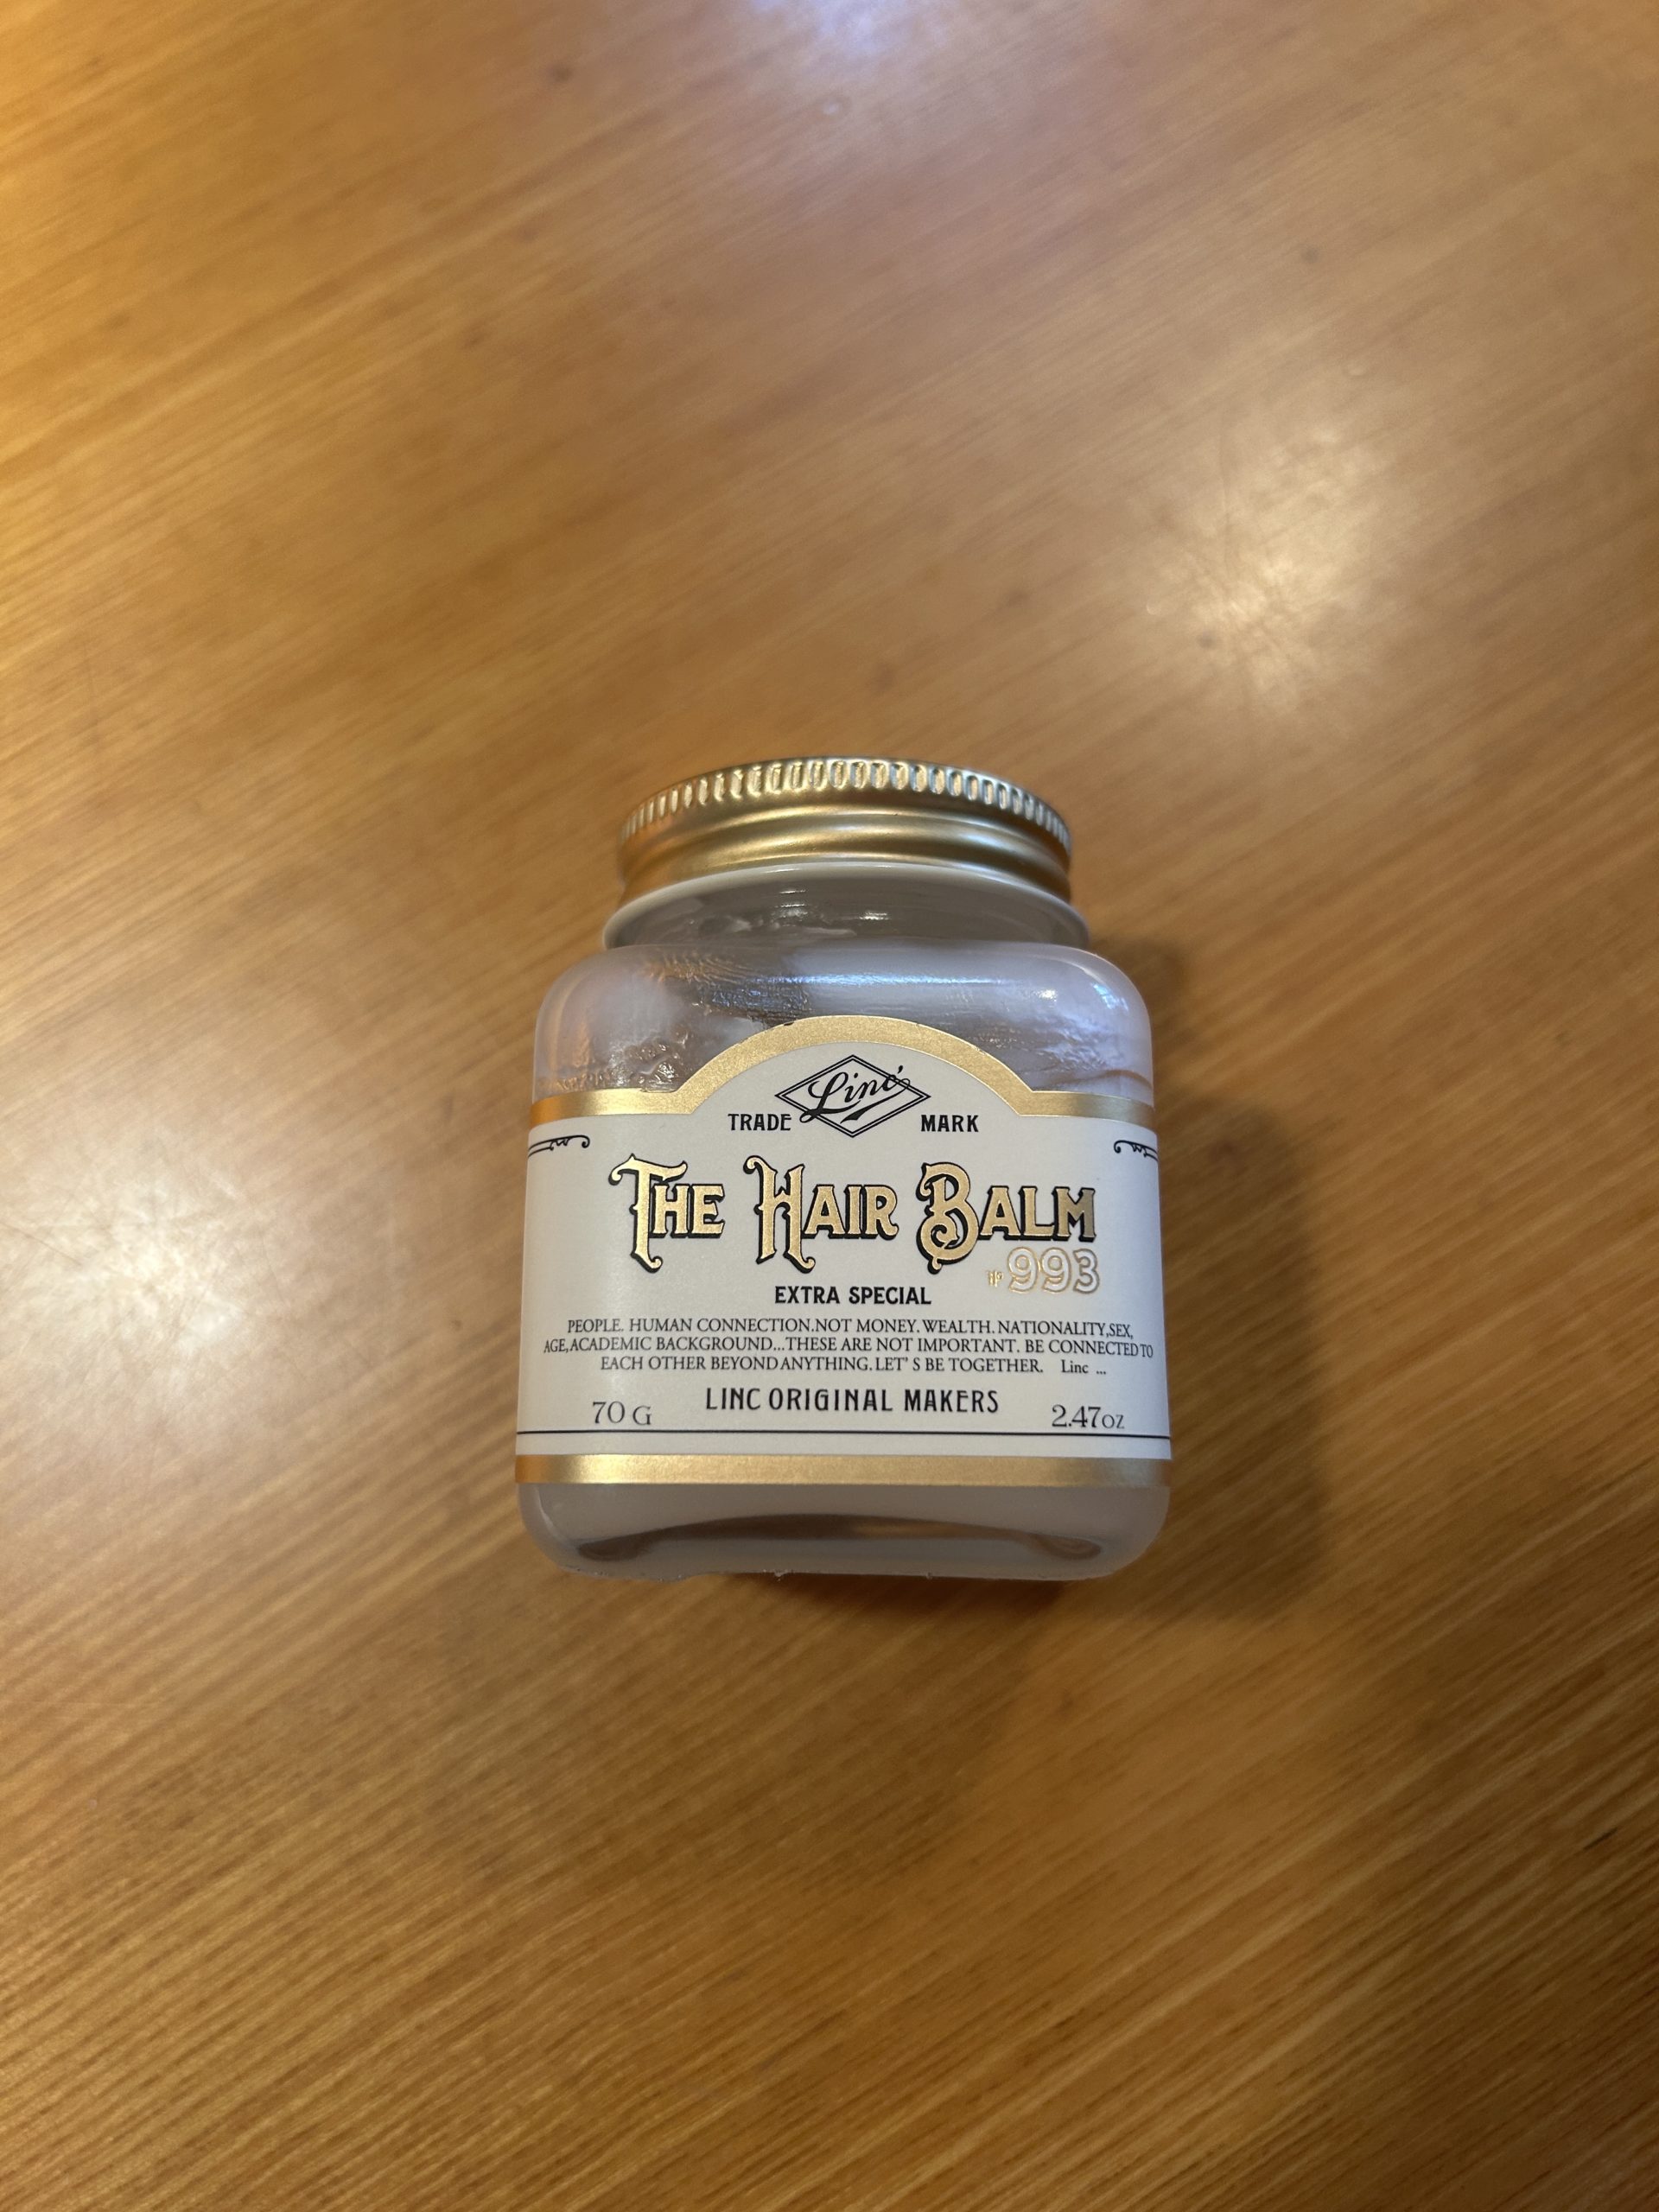 Linc'
TRADE MARK
THE HAIR BALM
№ 993
EXTRA SPECIAL
PEOPLE. HUMAN CONNECTION.NOT MONEY. WEALTH. NATIONALITY,SEX,
AGE,ACADEMIC BACKGROUND...THESE ARE NOT IMPORTANT. BE CONNECTED TO
EACH OTHER BEYOND ANYTHING. LET' S BE TOGETHER. Linc ...
LINC ORIGINAL MAKERS
70 G 2.47oz